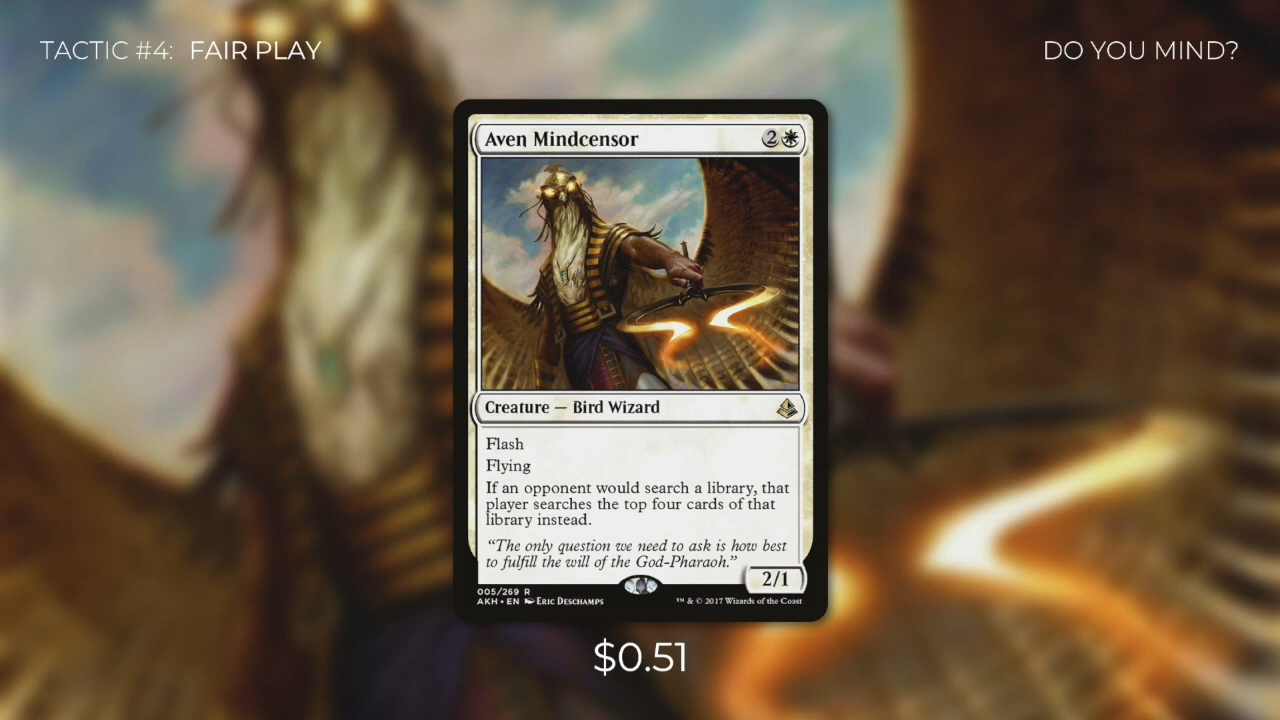 TACTIC #4: FAIR PLAY
DO YOU MIND?
Aven Mindcensor 2
Creature — Bird Wizard
Flash
Flying
If an opponent would search a library, that
player searches the top four cards of that
library instead.
“The only question we need to ask is how best
to fulfill the will of the God-Pharaoh.”
2/1
005/269 R
AKH • EN Eric Deschamps
™ & © 2017 Wizards of the Coast
$0.51